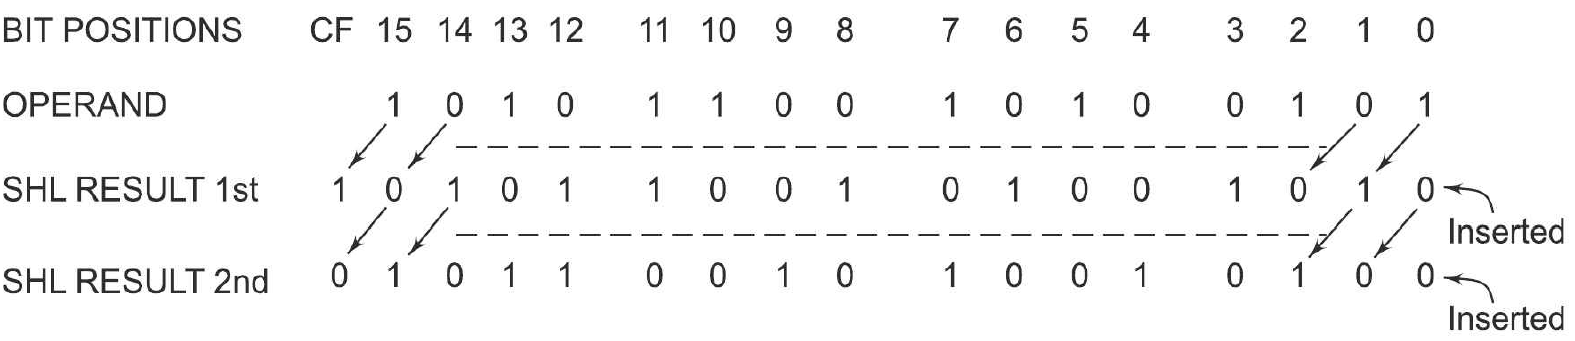 BIT POSITIONS CF 15 14 13 12 11 10 9 8 7 6 5 4 3 2 1 0
OPERAND 1 0 1 0 1 1 0 0 1 0 1 0 0 1 0 1
SHL RESULT 1st 1 0 1 0 1 1 0 0 1 0 1 0 0 1 0 1 0
Inserted
SHL RESULT 2nd 0 1 0 1 1 0 0 1 0 1 0 0 1 0 1 0 0
Inserted